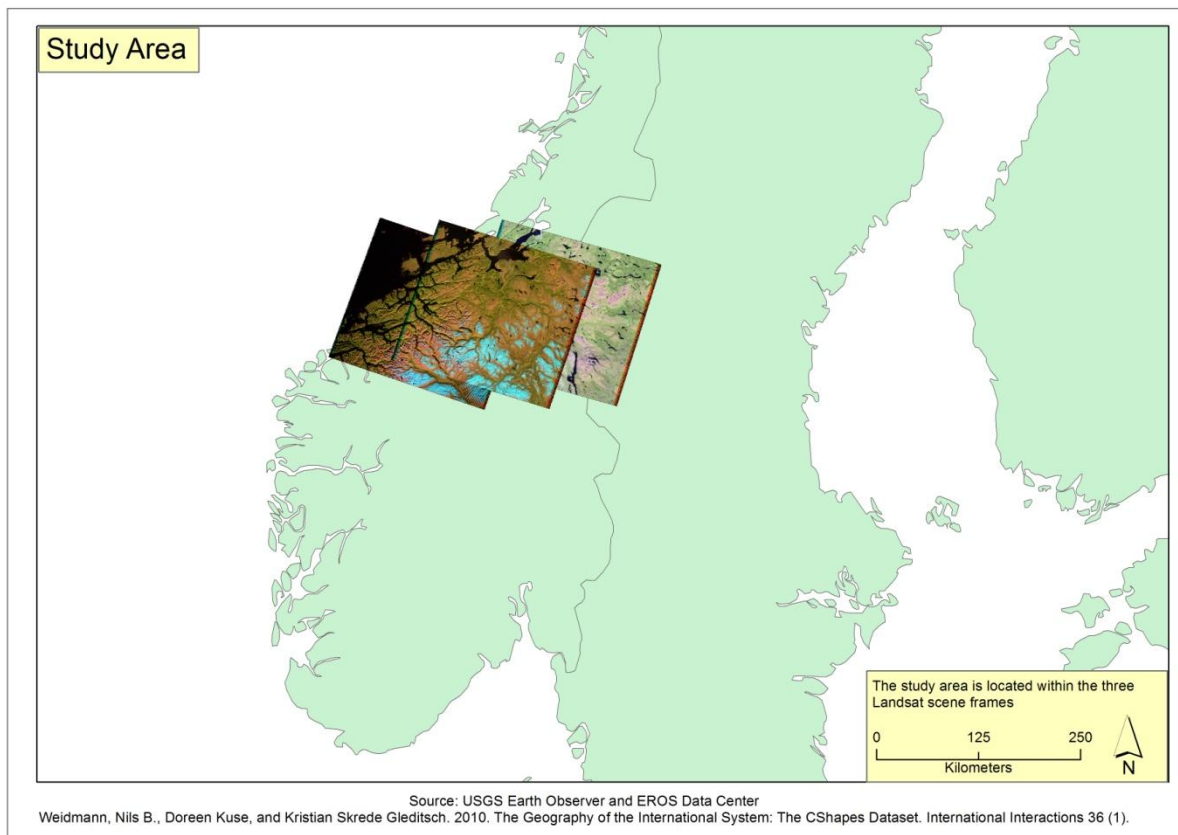 Study Area
The study area is located within the three
Landsat scene frames
0 125 250
Kilometers
N
Source: USGS Earth Observer and EROS Data Center
Weidmann, Nils B., Doreen Kuse, and Kristian Skrede Gleditsch. 2010. The Geography of the International System: The CShapes Dataset. International Interactions 36 (1).